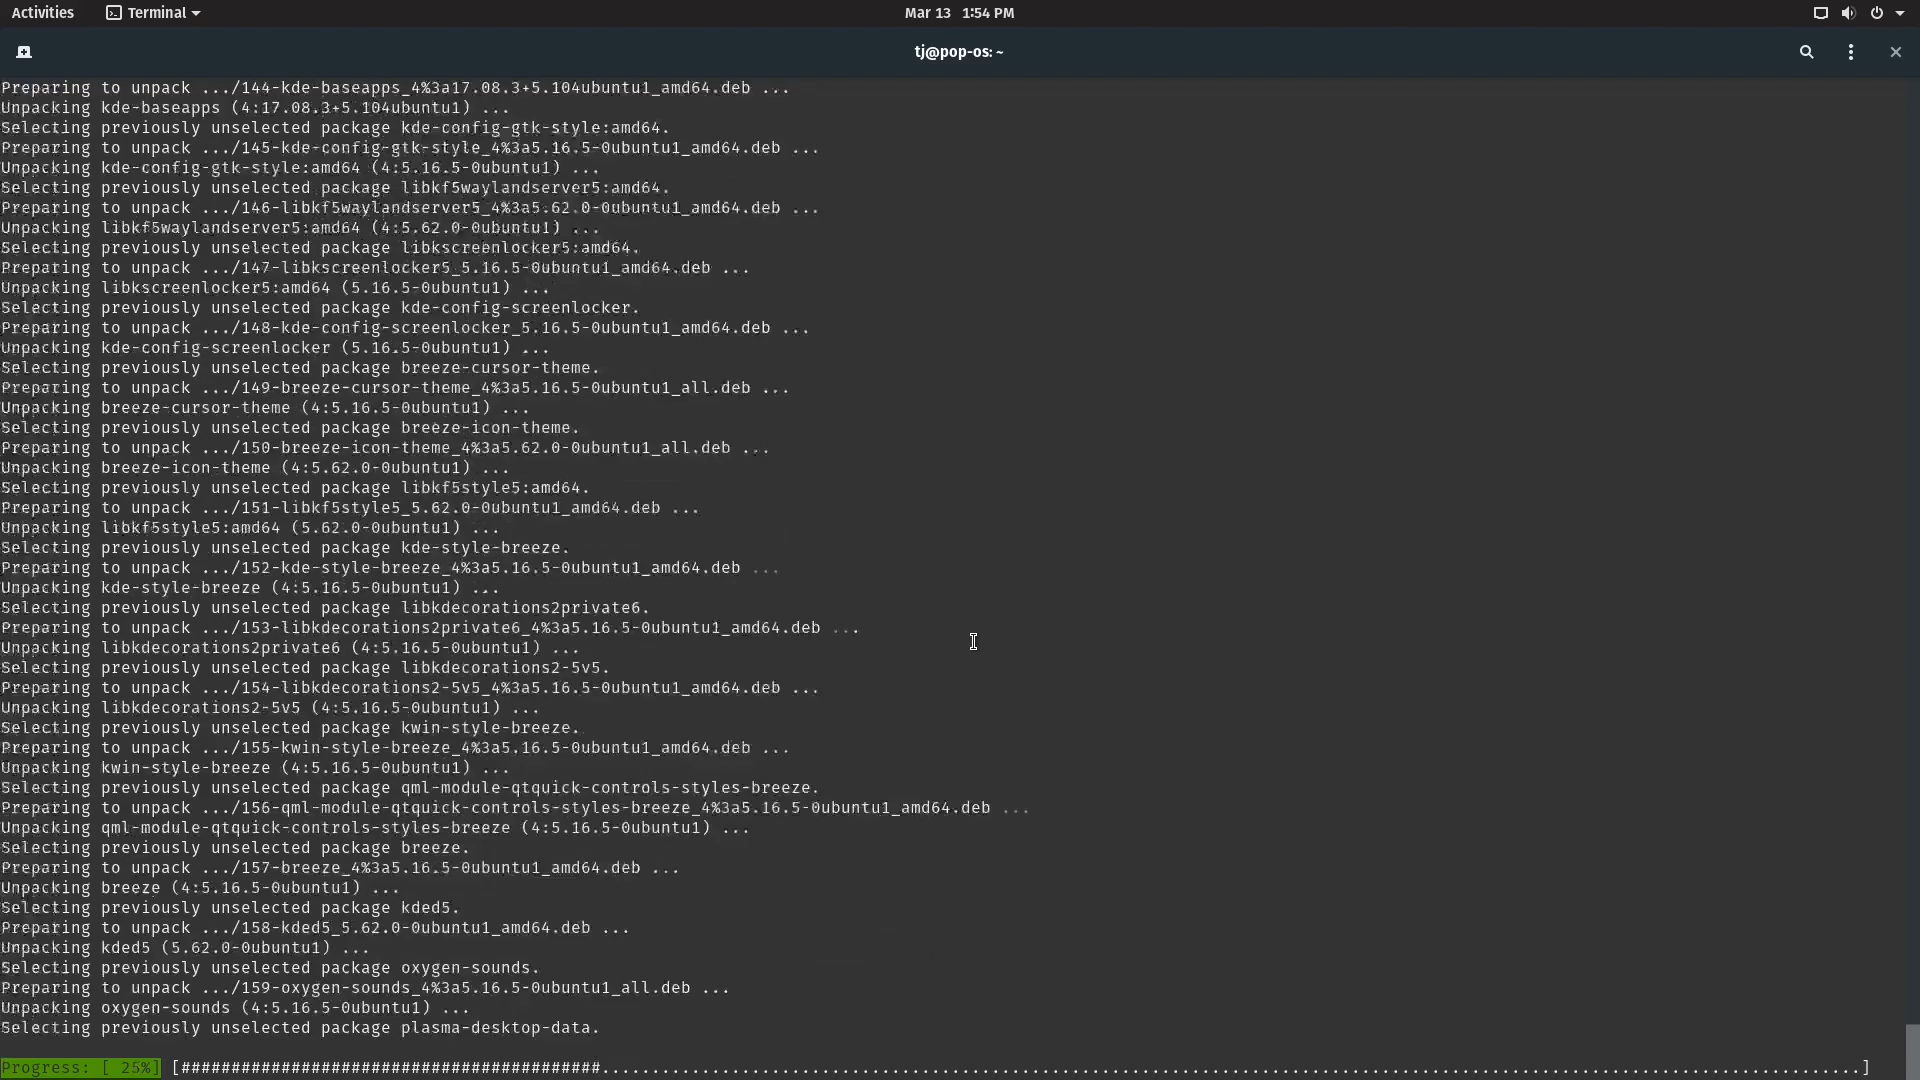 Activities
Terminal
Mar 13 1:54 PM
tj@pop-os: ~
Preparing to unpack .../144-kde-baseapps_4%3a17.08.3+5.104ubuntu1_amd64.deb ...
Unpacking kde-baseapps (4:17.08.3+5.104ubuntu1) ...
Selecting previously unselected package kde-config-gtk-style:amd64.
Preparing to unpack .../145-kde-config-gtk-style_4%3a5.16.5-0ubuntu1_amd64.deb ...
Unpacking kde-config-gtk-style:amd64 (4:5.16.5-0ubuntu1) ...
Selecting previously unselected package libkf5waylandserver5:amd64.
Preparing to unpack .../146-libkf5waylandserver5_4%3a5.62.0-0ubuntu1_amd64.deb ...
Unpacking libkf5waylandserver5:amd64 (4:5.62.0-0ubuntu1) ...
Selecting previously unselected package libkscreenlocker5:amd64.
Preparing to unpack .../147-libkscreenlocker5_5.16.5-0ubuntu1_amd64.deb ...
Unpacking libkscreenlocker5:amd64 (5.16.5-0ubuntu1) ...
Selecting previously unselected package kde-config-screenlocker.
Preparing to unpack .../148-kde-config-screenlocker_5.16.5-0ubuntu1_amd64.deb ...
Unpacking kde-config-screenlocker (5.16.5-0ubuntu1) ...
Selecting previously unselected package breeze-cursor-theme.
Preparing to unpack .../149-breeze-cursor-theme_4%3a5.16.5-0ubuntu1_all.deb ...
Unpacking breeze-cursor-theme (4:5.16.5-0ubuntu1) ...
Selecting previously unselected package breeze-icon-theme.
Preparing to unpack .../150-breeze-icon-theme_4%3a5.62.0-0ubuntu1_all.deb ...
Unpacking breeze-icon-theme (4:5.62.0-0ubuntu1) ...
Selecting previously unselected package libkf5style5:amd64.
Preparing to unpack .../151-libkf5style5_5.62.0-0ubuntu1_amd64.deb ...
Unpacking libkf5style5:amd64 (5.62.0-0ubuntu1) ...
Selecting previously unselected package kde-style-breeze.
Preparing to unpack .../152-kde-style-breeze_4%3a5.16.5-0ubuntu1_amd64.deb ...
Unpacking kde-style-breeze (4:5.16.5-0ubuntu1) ...
Selecting previously unselected package libkdecorations2private6.
Preparing to unpack .../153-libkdecorations2private6_4%3a5.16.5-0ubuntu1_amd64.deb ...
Unpacking libkdecorations2private6 (4:5.16.5-0ubuntu1) ...
Selecting previously unselected package libkdecorations2-5v5.
Preparing to unpack .../154-libkdecorations2-5v5_4%3a5.16.5-0ubuntu1_amd64.deb ...
Unpacking libkdecorations2-5v5 (4:5.16.5-0ubuntu1) ...
Selecting previously unselected package kwin-style-breeze.
Preparing to unpack .../155-kwin-style-breeze_4%3a5.16.5-0ubuntu1_amd64.deb ...
Unpacking kwin-style-breeze (4:5.16.5-0ubuntu1) ...
Selecting previously unselected package qml-module-qtquick-controls-styles-breeze.
Preparing to unpack .../156-qml-module-qtquick-controls-styles-breeze_4%3a5.16.5-0ubuntu1_amd64.deb ...
Unpacking qml-module-qtquick-controls-styles-breeze (4:5.16.5-0ubuntu1) ...
Selecting previously unselected package breeze.
Preparing to unpack .../157-breeze_4%3a5.16.5-0ubuntu1_amd64.deb ...
Unpacking breeze (4:5.16.5-0ubuntu1) ...
Selecting previously unselected package kded5.
Preparing to unpack .../158-kded5_5.62.0-0ubuntu1_amd64.deb ...
Unpacking kded5 (5.62.0-0ubuntu1) ...
Selecting previously unselected package oxygen-sounds.
Preparing to unpack .../159-oxygen-sounds_4%3a5.16.5-0ubuntu1_all.deb ...
Unpacking oxygen-sounds (4:5.16.5-0ubuntu1) ...
Selecting previously unselected package plasma-desktop-data.
Progress: [ 25%] [##########################################..............................................................................................................................]